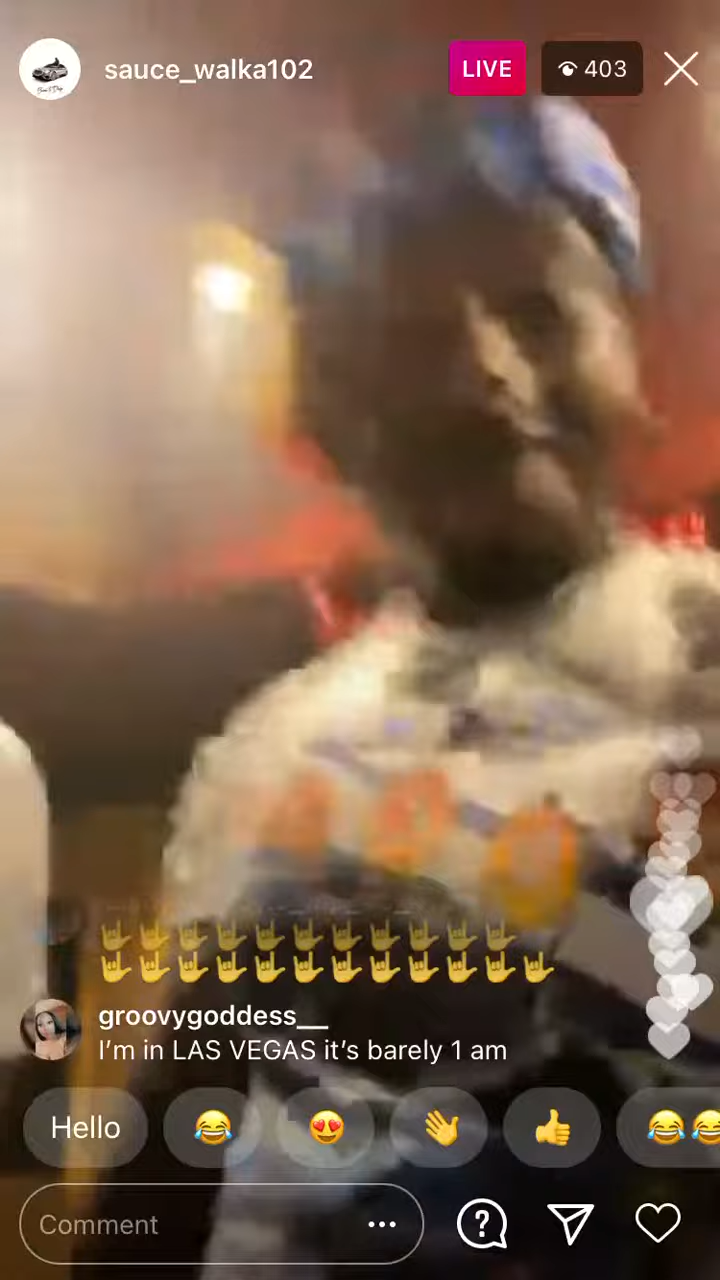 sauce_walka102
LIVE
403
🤟🤟🤟🤟🤟🤟🤟🤟🤟🤟🤟
🤟🤟🤟🤟🤟🤟🤟🤟🤟🤟🤟🤟
groovygoddess__
I’m in LAS VEGAS it’s barely 1 am
Hello 😂 😍 👋 👍 😂😂
Comment